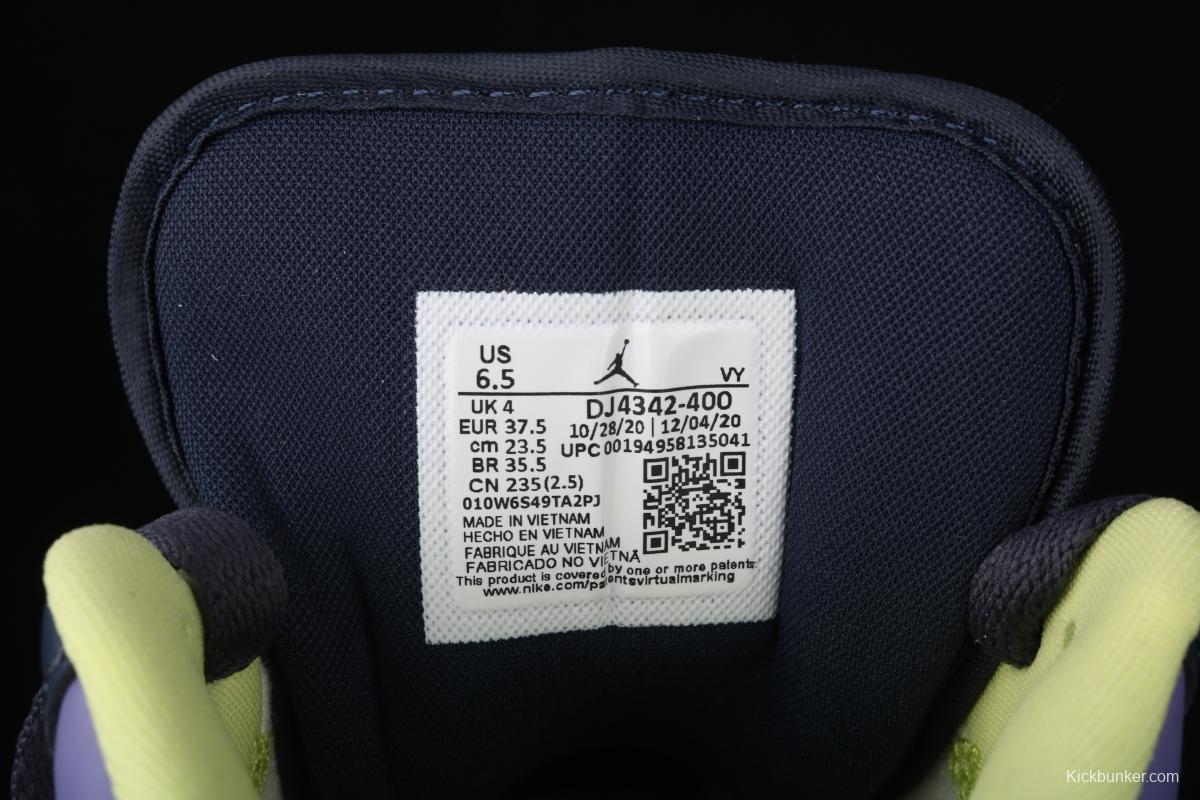 US
6.5
VY
UK 4
EUR 37.5
cm 23.5
BR 35.5
CN 235(2.5)
DJ4342-400
10/28/20 | 12/04/20
UPC 00194958135041
010W6S49TA2PJ
MADE IN VIETNAM
HECHO EN VIETNAM
FABRIQUE AU VIETNAM
FABRICADO NO VIETNÃ
This product is covered by one or more patents
www.nike.com/patentsvirtualmarking
Kickbunker.com